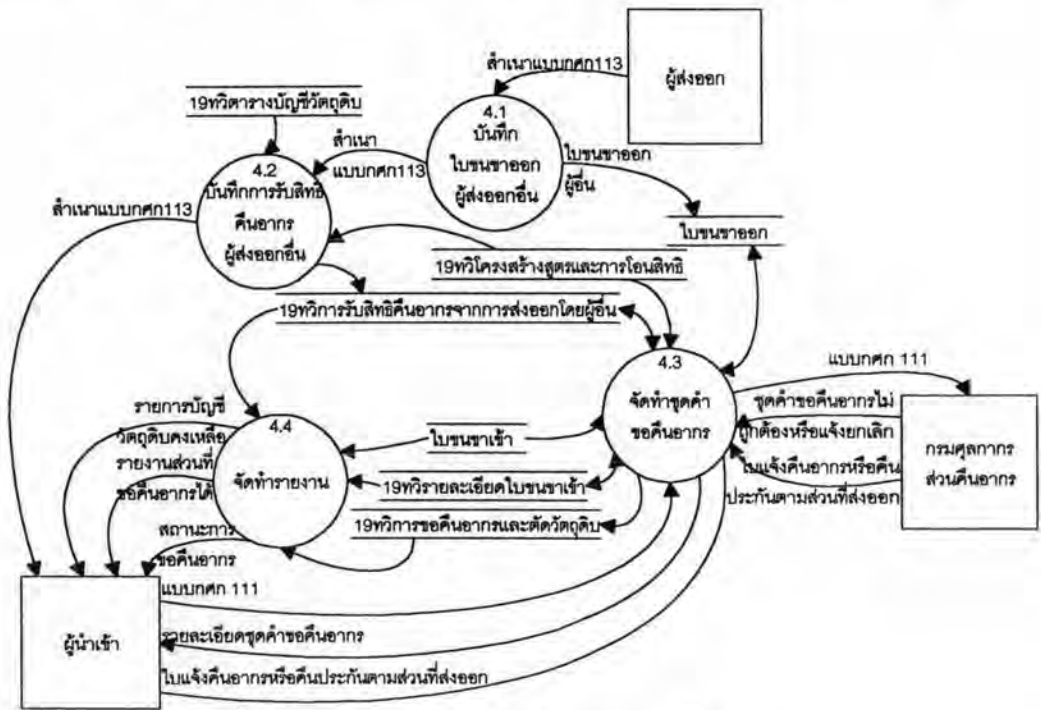 สำเนาแบบกศก113
ผู้ส่งออก
19ทวิตารางบัญชีวัตถุดิบ
4.1
บันทึก
ใบขนขาออก
ผู้ส่งออกอื่น
สำเนา
แบบกศก113
ใบขนขาออก
ผู้อื่น
4.2
บันทึกการรับสิทธิ
คืนอากร
ผู้ส่งออกอื่น
สำเนาแบบกศก113
ใบขนขาออก
19ทวิโครงสร้างสูตรและการโอนสิทธิ
19ทวิการรับสิทธิคืนอากรจากการส่งออกโดยผู้อื่น
4.3
จัดทำชุดคำ
ขอคืนอากร
แบบกศก 111
ชุดคำขอคืนอากรไม่
ถูกต้องหรือแจ้งยกเลิก
ใบแจ้งคืนอากรหรือคืน
ประกันตามส่วนที่ส่งออก
กรมศุลกากร
ส่วนคืนอากร
รายการบัญชี
วัตถุดิบคงเหลือ
รายงานส่วนที่
ขอคืนอากรได้
4.4
จัดทำรายงาน
ใบขนขาเข้า
19ทวิรายละเอียดใบขนขาเข้า
19ทวิการขอคืนอากรและตัดวัตถุดิบ
สถานะการ
ขอคืนอากร
แบบกศก 111
ผู้นำเข้า
รายละเอียดชุดคำขอคืนอากร
ใบแจ้งคืนอากรหรือคืนประกันตามส่วนที่ส่งออก